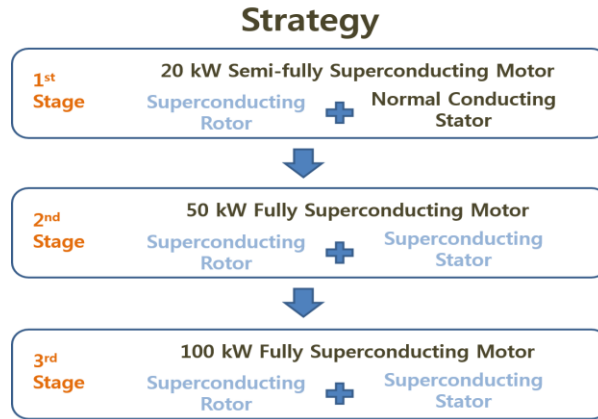 Strategy
1st
Stage
20 kW Semi-fully Superconducting Motor
Superconducting
Rotor
Normal Conducting
Stator
2nd
Stage
50 kW Fully Superconducting Motor
Superconducting
Rotor
Superconducting
Stator
3rd
Stage
100 kW Fully Superconducting Motor
Superconducting
Rotor
Superconducting
Stator